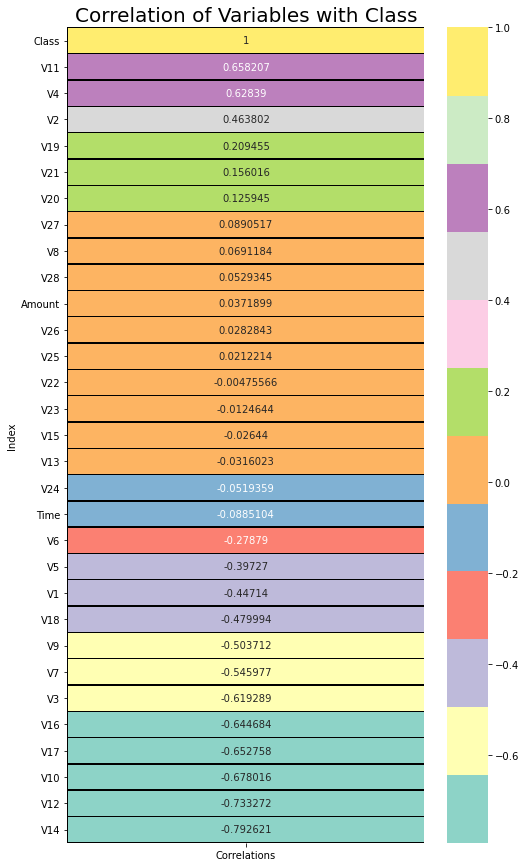 Correlation of Variables with Class
Class 1
V11 0.658207
V4 0.62839
V2 0.463802
V19 0.209455
V21 0.156016
V20 0.125945
V27 0.0890517
V8 0.0691184
V28 0.0529345
Amount 0.0371899
V26 0.0282843
V25 0.0212214
V22 -0.00475566
V23 -0.0124644
V15 -0.02644
V13 -0.0316023
V24 -0.0519359
Time -0.0885104
V6 -0.27879
V5 -0.39727
V1 -0.44714
V18 -0.479994
V9 -0.503712
V7 -0.545977
V3 -0.619289
V16 -0.644684
V17 -0.652758
V10 -0.678016
V12 -0.733272
V14 -0.792621
Index
Correlations
1.0
0.8
0.6
0.4
0.2
0.0
−0.2
−0.4
−0.6